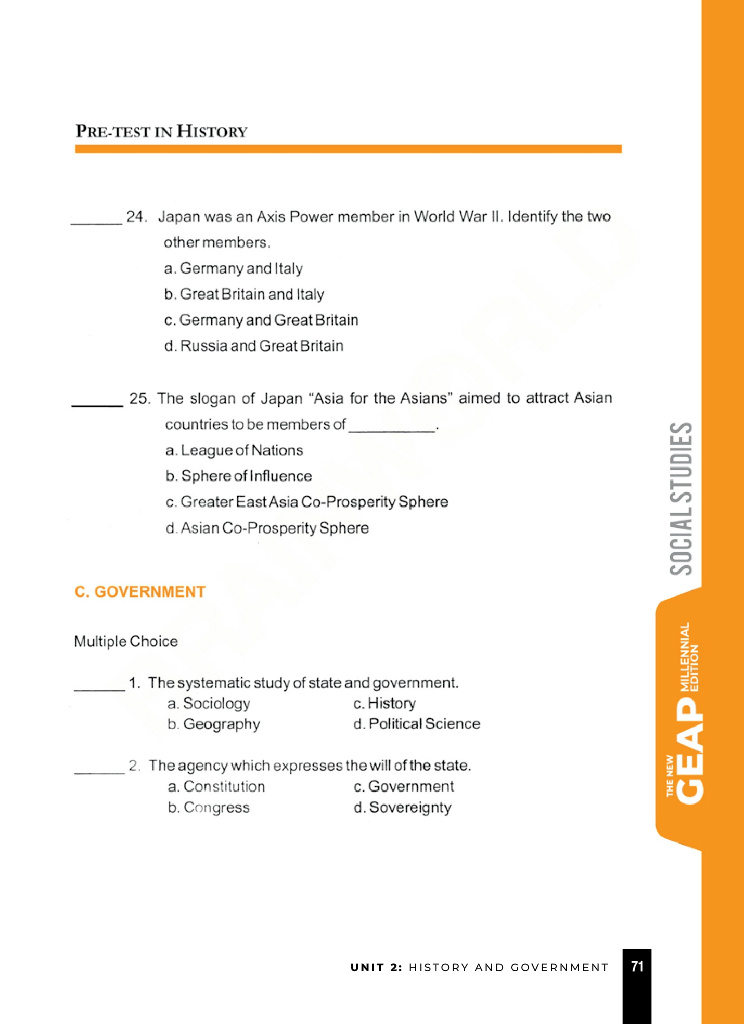 PRE-TEST IN HISTORY
______ 24. Japan was an Axis Power member in World War II. Identify the two
other members.
a. Germany and Italy
b. Great Britain and Italy
c. Germany and Great Britain
d. Russia and Great Britain
______ 25. The slogan of Japan “Asia for the Asians” aimed to attract Asian
countries to be members of __________.
a. League of Nations
b. Sphere of Influence
c. Greater East Asia Co-Prosperity Sphere
d. Asian Co-Prosperity Sphere
C. GOVERNMENT
Multiple Choice
______ 1. The systematic study of state and government.
a. Sociology c. History
b. Geography d. Political Science
______ 2. The agency which expresses the will of the state.
a. Constitution c. Government
b. Congress d. Sovereignty
SOCIAL STUDIES
THE NEW
GEAP
MILLENNIAL
EDITION
UNIT 2: HISTORY AND GOVERNMENT 71